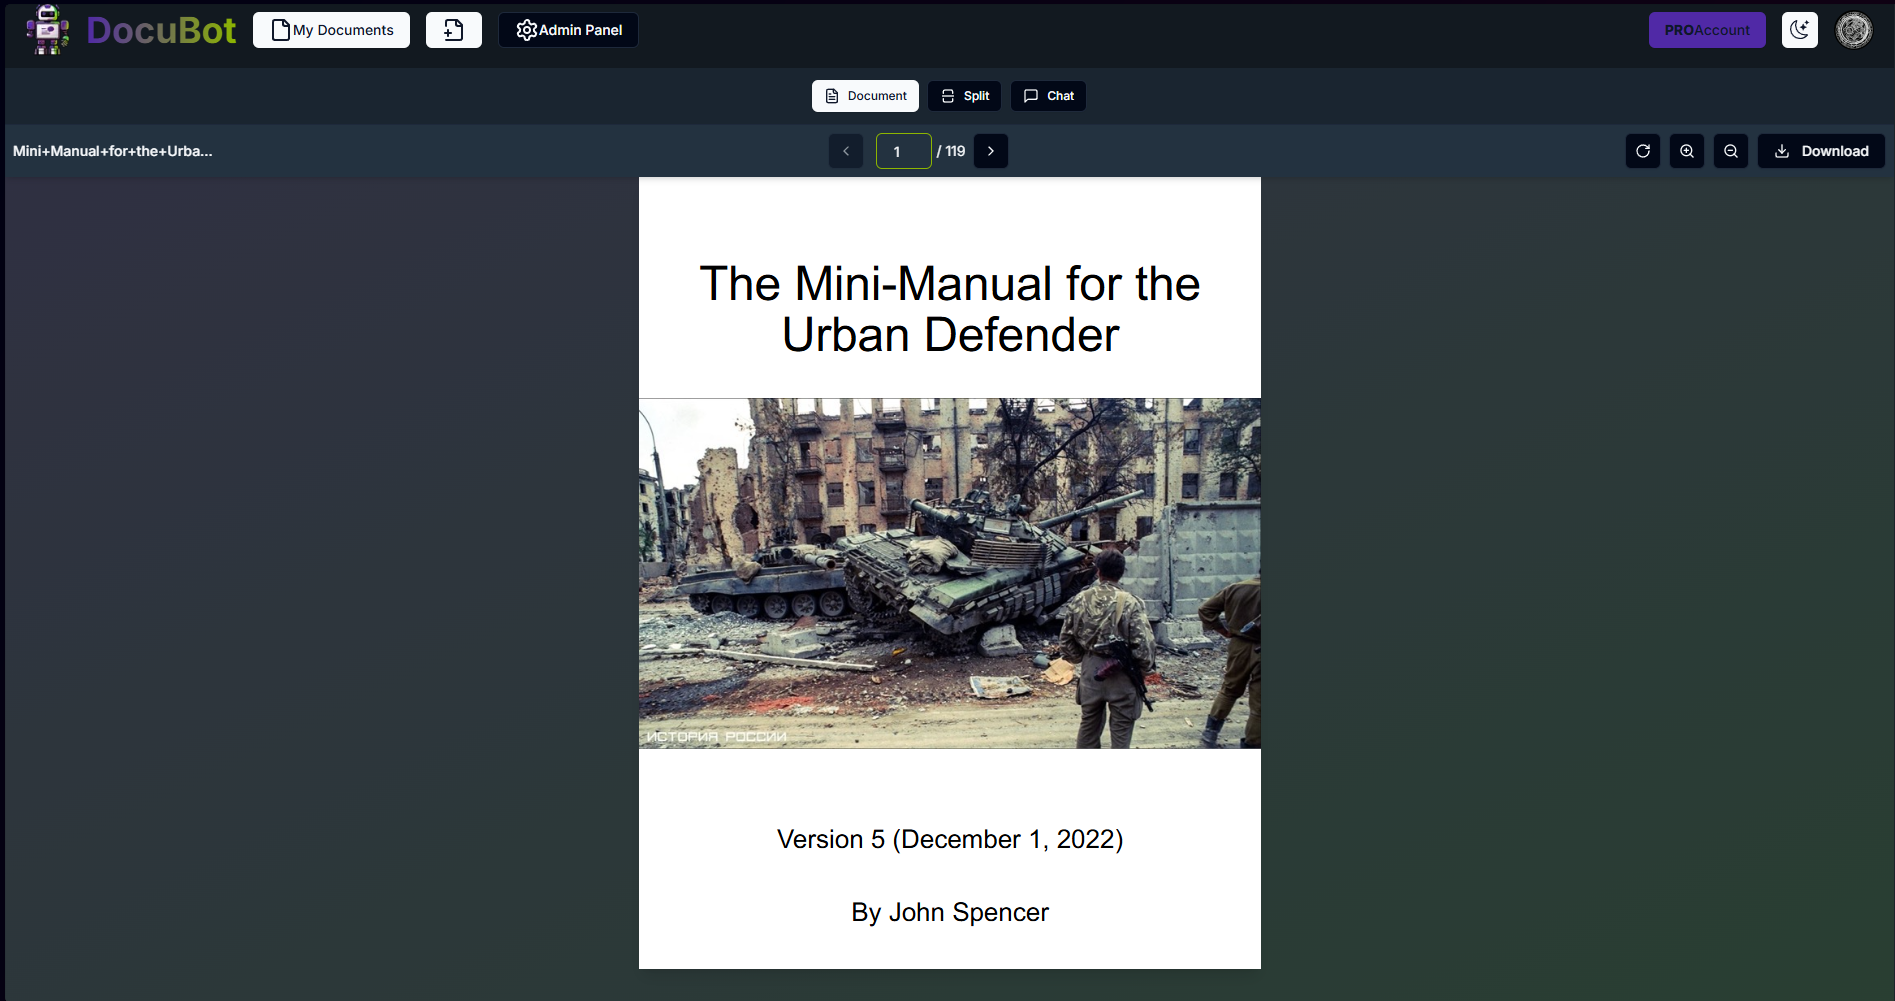 DocuBot
My Documents
Admin Panel
PROAccount
Document
Split
Chat
Mini+Manual+for+the+Urba...
1 / 119
Download
The Mini-Manual for the
Urban Defender
ИСТОРИЯ РОССИИ
Version 5 (December 1, 2022)
By John Spencer